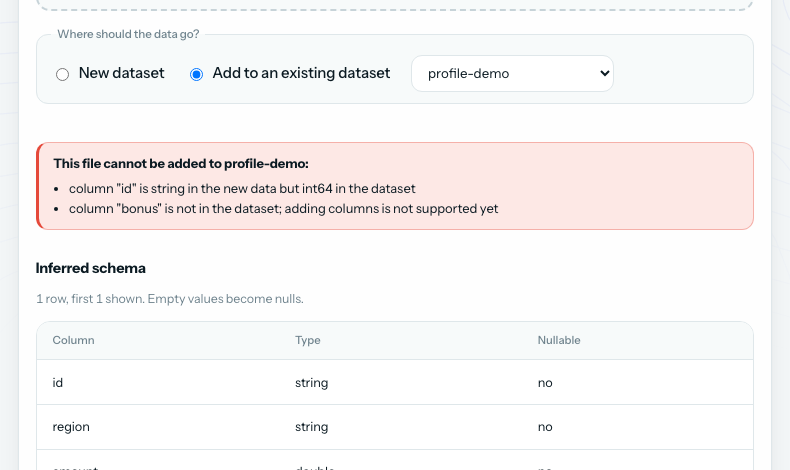 Where should the data go?
New dataset
Add to an existing dataset
profile-demo
This file cannot be added to profile-demo:
• column "id" is string in the new data but int64 in the dataset
• column "bonus" is not in the dataset; adding columns is not supported yet
Inferred schema
1 row, first 1 shown. Empty values become nulls.
Column Type Nullable
id string no
region string no